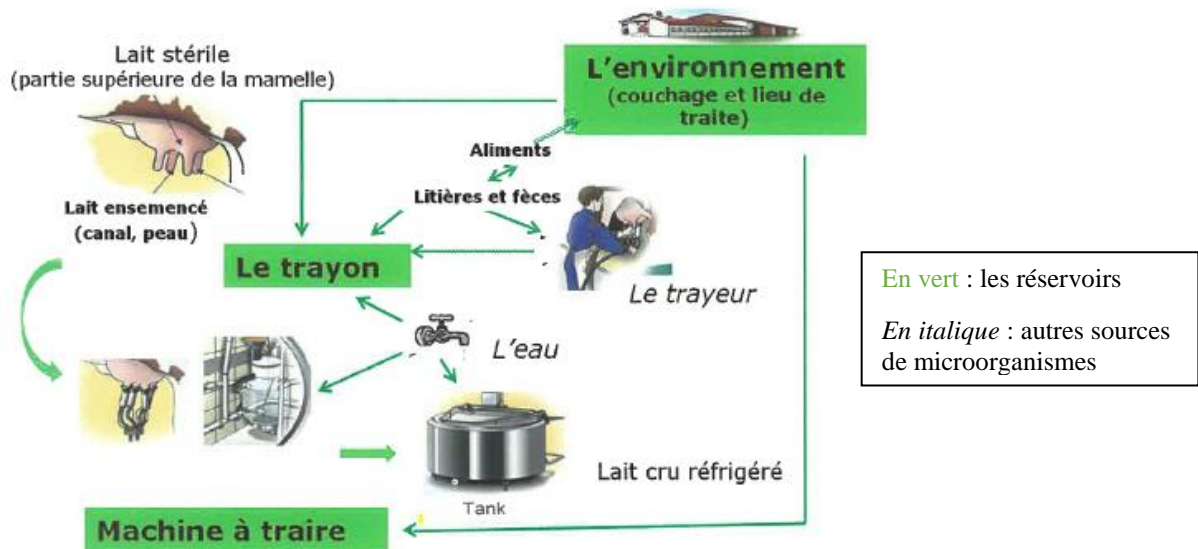 Lait stérile
(partie supérieure de la mamelle)
L'environnement
(couchage et lieu de
traite)
Aliments
Litières et fèces
Lait ensemencé
(canal, peau)
Le trayon
Le trayeur
L'eau
Lait cru réfrigéré
Tank
Machine à traire
En vert : les réservoirs
En italique : autres sources
de microorganismes